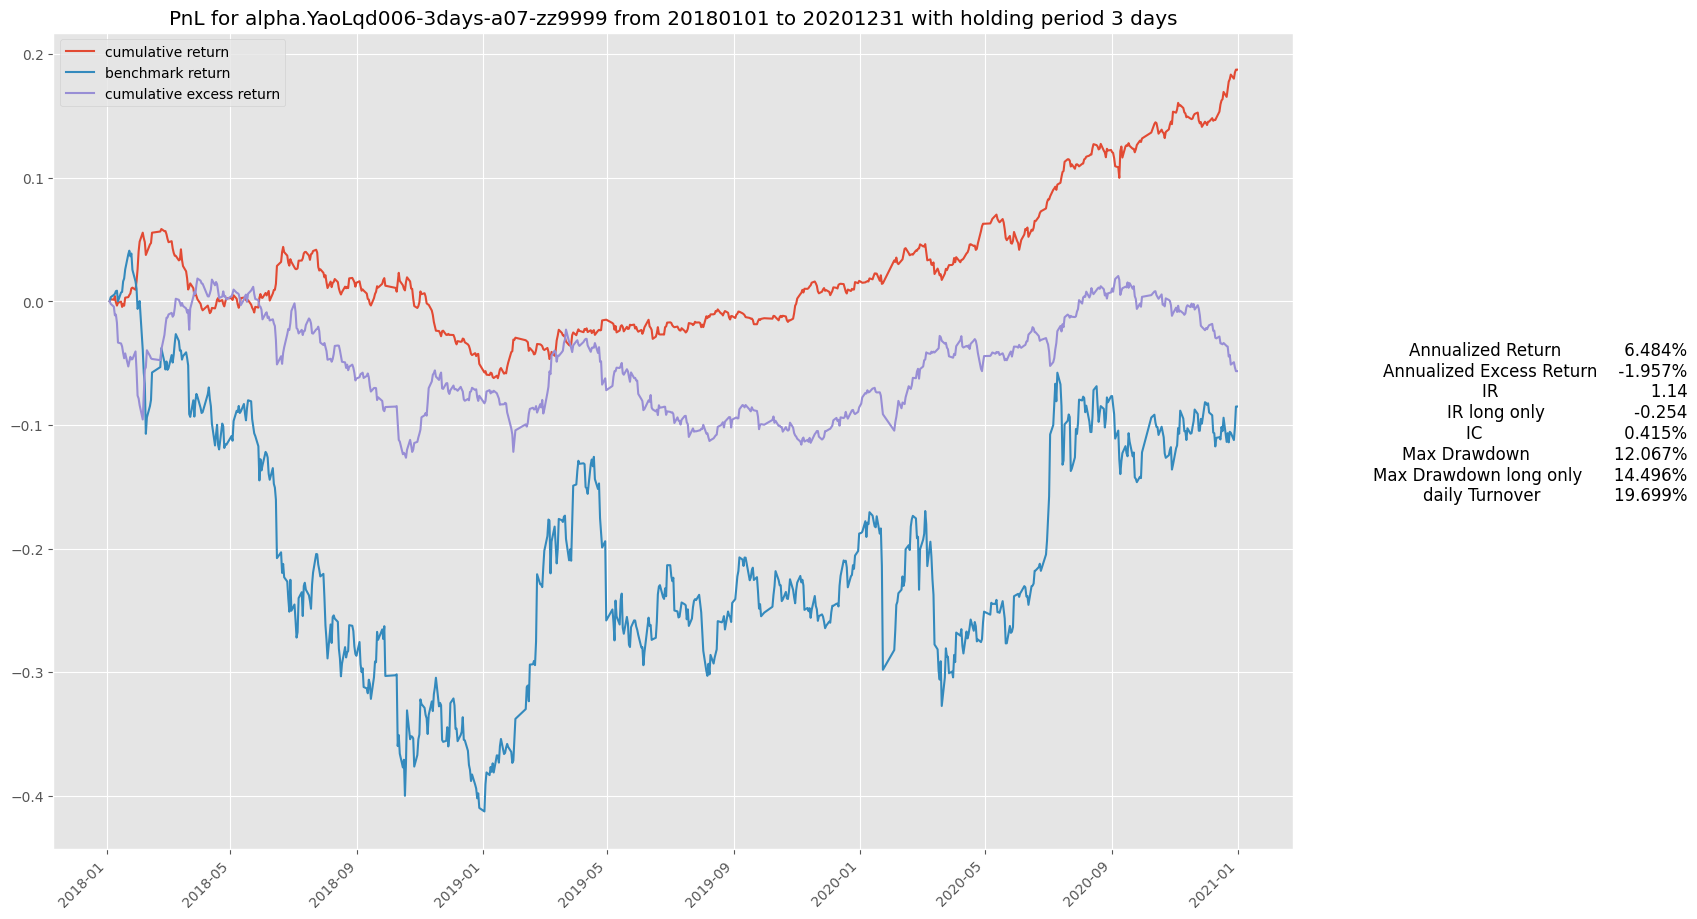 PnL for alpha.YaoLqd006-3days-a07-zz9999 from 20180101 to 20201231 with holding period 3 days
cumulative return
benchmark return
cumulative excess return
0.2
0.1
0.0
−0.1
−0.2
−0.3
−0.4
2018-01
2018-05
2018-09
2019-01
2019-05
2019-09
2020-01
2020-05
2020-09
2021-01
Annualized Return 6.484%
Annualized Excess Return -1.957%
IR 1.14
IR long only -0.254
IC 0.415%
Max Drawdown 12.067%
Max Drawdown long only 14.496%
daily Turnover 19.699%